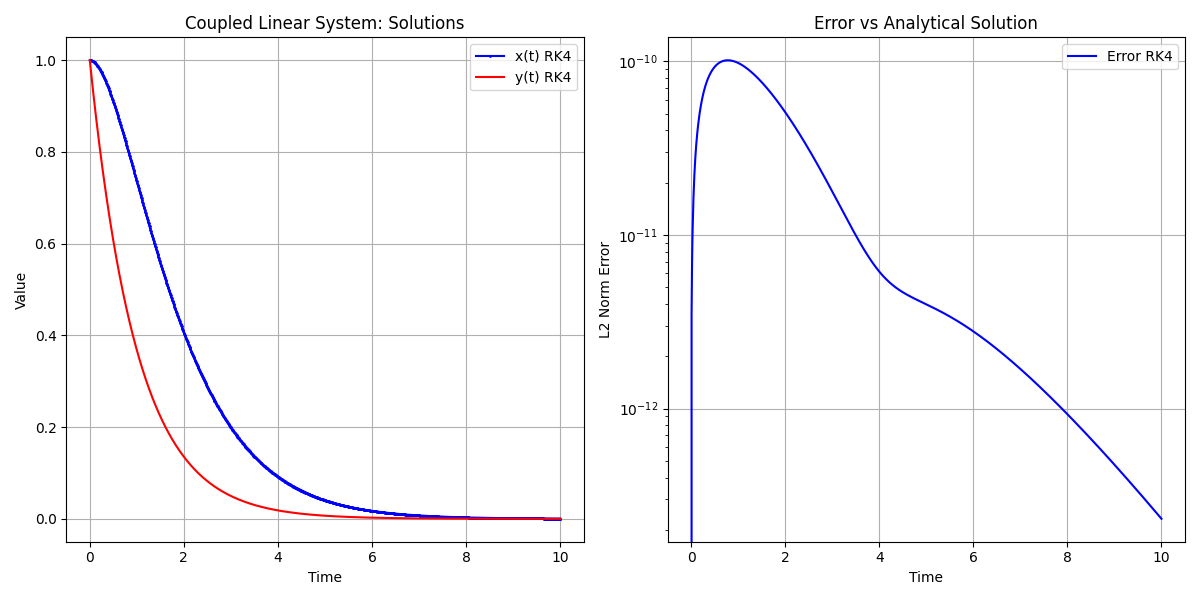 Coupled Linear System: Solutions
x(t) RK4
y(t) RK4
1.0
0.8
0.6
0.4
0.2
0.0
Value
0 2 4 6 8 10
Time
Error vs Analytical Solution
Error RK4
10⁻¹⁰
10⁻¹¹
10⁻¹²
L2 Norm Error
0 2 4 6 8 10
Time